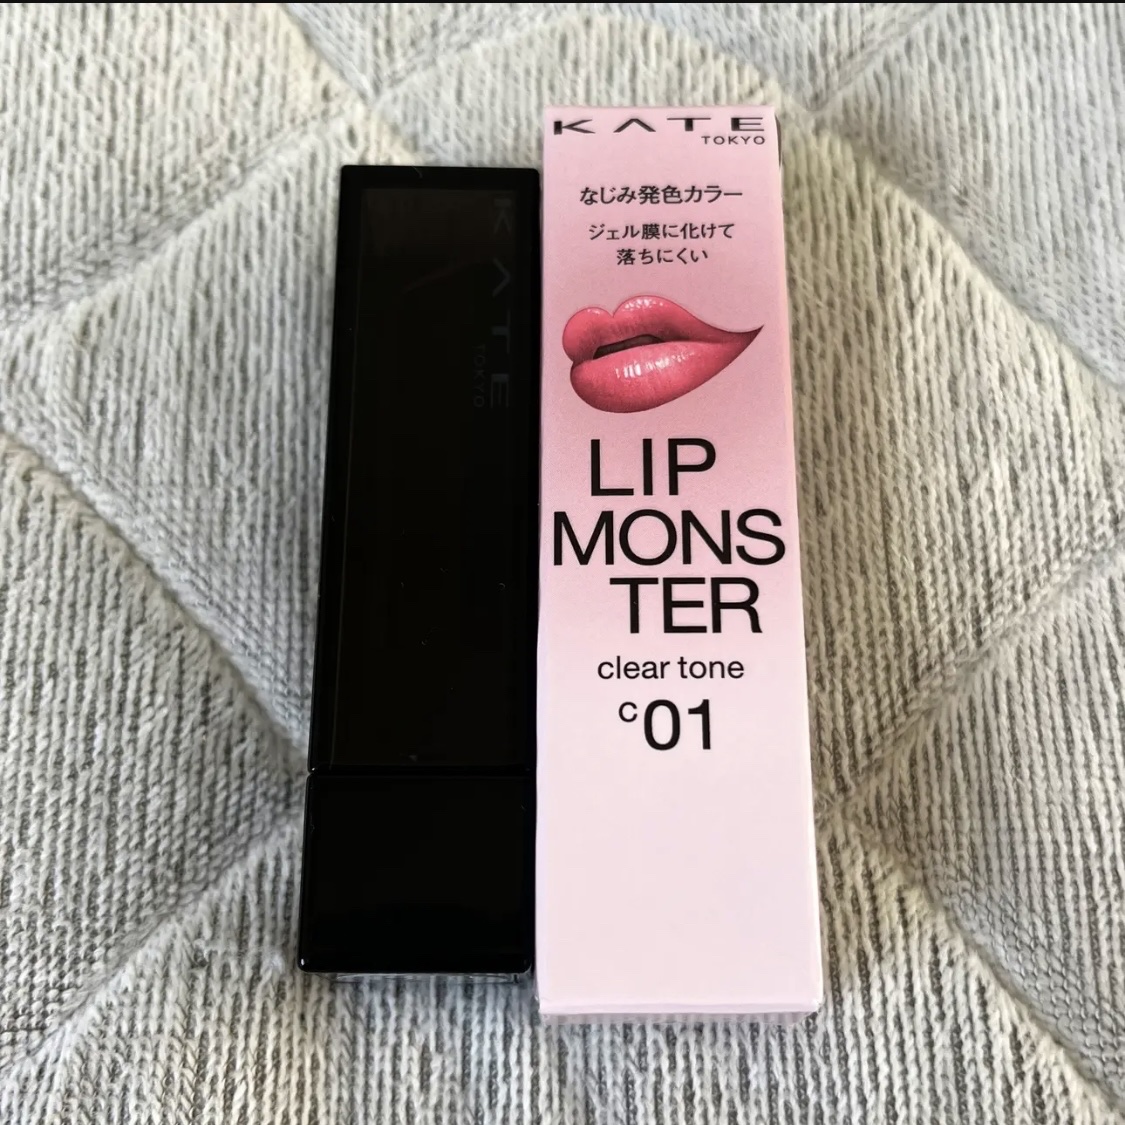 KATE
TOKYO
なじみ発色カラー
ジェル膜に化けて
落ちにくい
LIP
MONS
TER
clear tone
c01
KATE
TOKYO